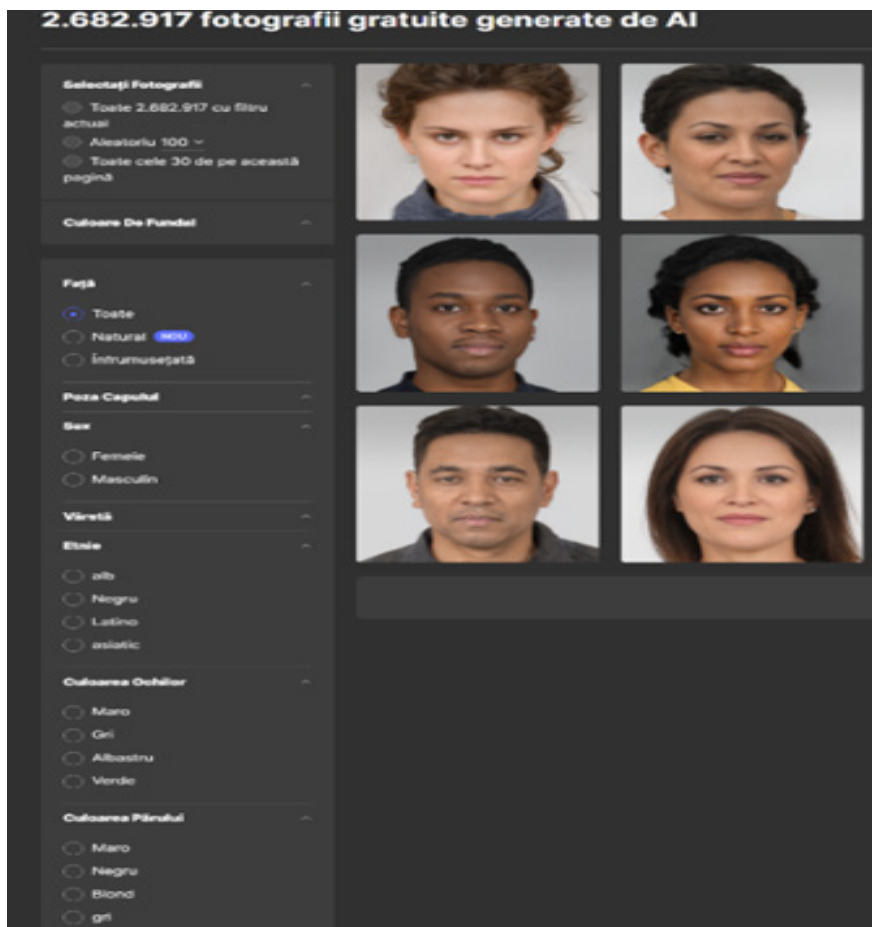 2.682.917 fotografii gratuite generate de AI
Selectați Fotografii
Toate 2.682.917 cu filtru
actual
Aleatoriu 100
Toate cele 30 de pe această
pagină
Culoare De Fundal
Față
Toate
Natural NOU
Înfrumusețată
Poza Capului
Sex
Femeie
Masculin
Vârstă
Etnie
alb
Negru
Latino
asiatic
Culoarea Ochilor
Maro
Gri
Albastru
Verde
Culoarea Părului
Maro
Negru
Blond
gri